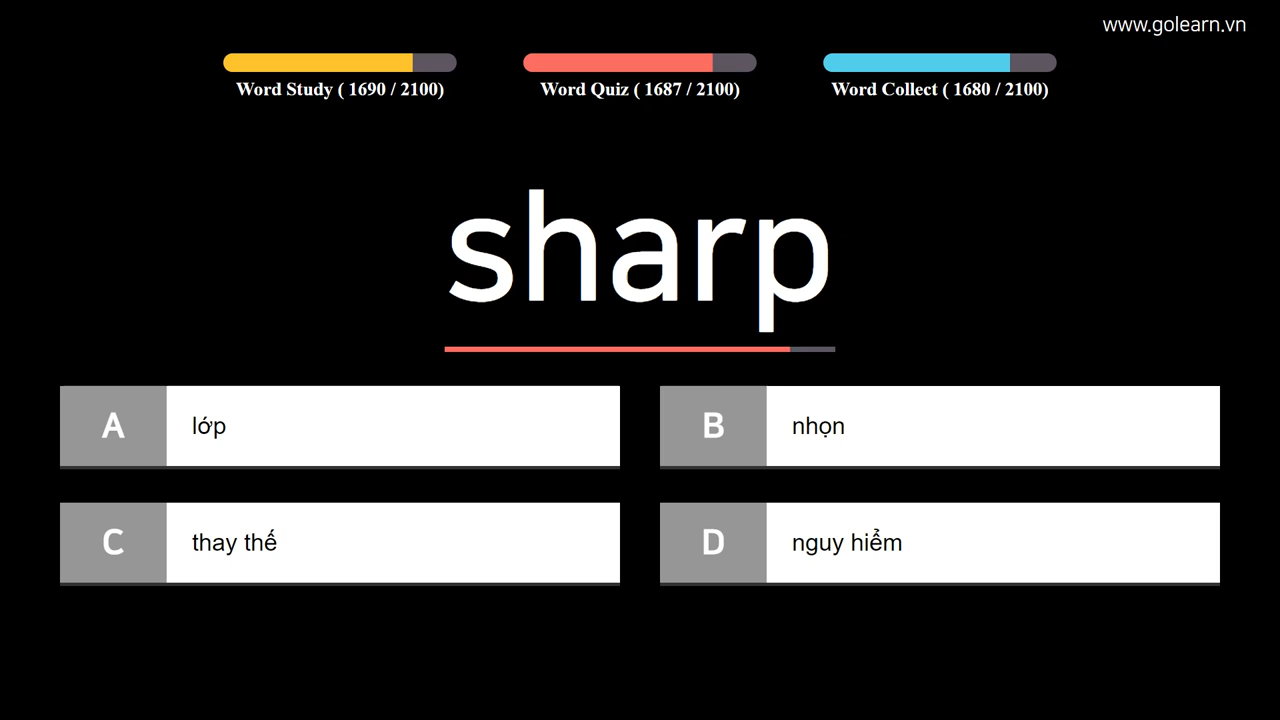 www.golearn.vn
Word Study ( 1690 / 2100)
Word Quiz ( 1687 / 2100)
Word Collect ( 1680 / 2100)
sharp
A
lớp
B
nhọn
C
thay thế
D
nguy hiểm